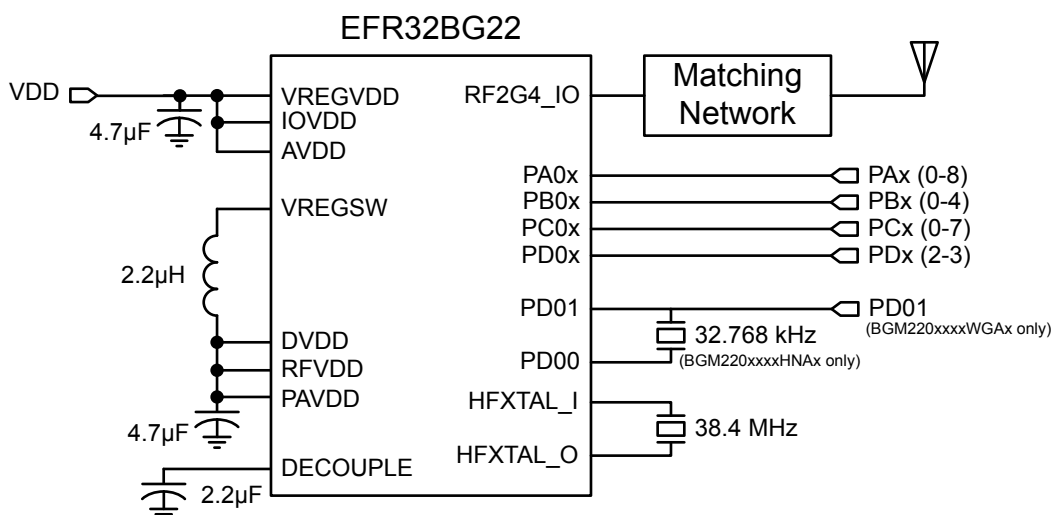 EFR32BG22
VDD
4.7µF
VREGVDD
IOVDD
AVDD
VREGSW
2.2µH
DVDD
RFVDD
PAVDD
4.7µF
DECOUPLE
2.2µF
RF2G4_IO
Matching
Network
PA0x
PAx (0-8)
PB0x
PBx (0-4)
PC0x
PCx (0-7)
PD0x
PDx (2-3)
PD01
PD01
(BGM220xxxxWGAx only)
32.768 kHz
(BGM220xxxxHNAx only)
PD00
HFXTAL_I
38.4 MHz
HFXTAL_O